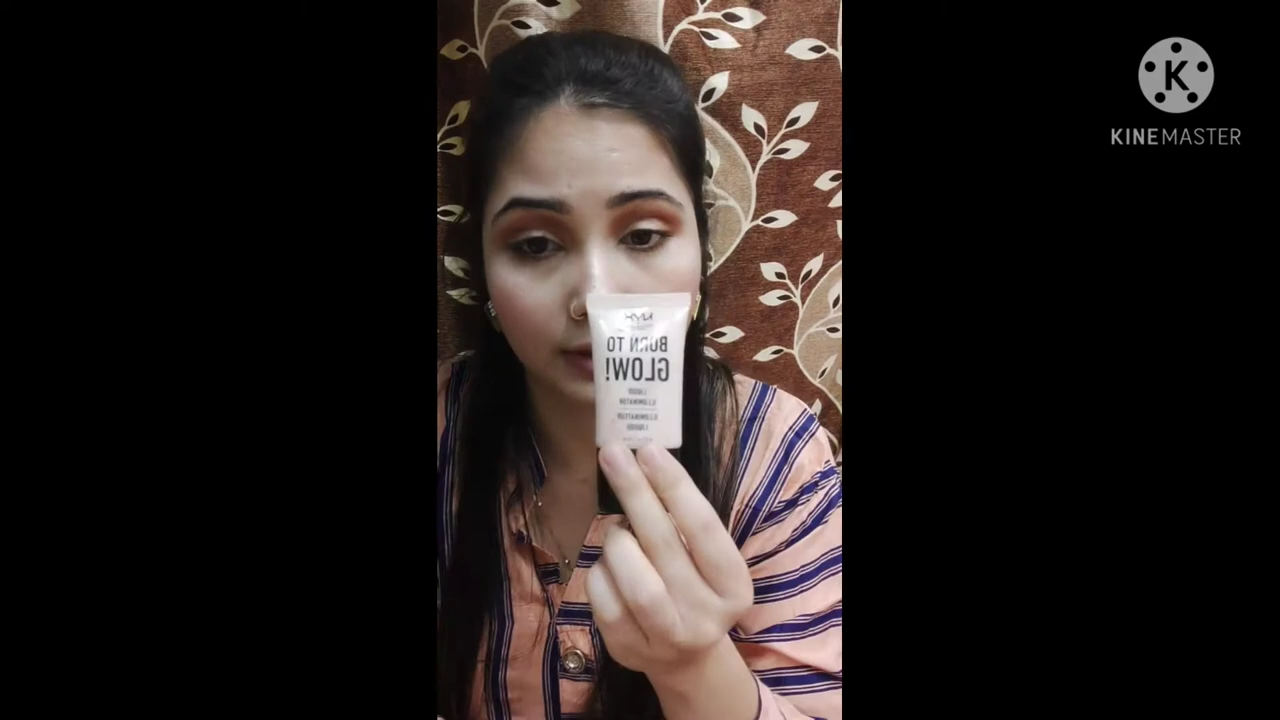 NYX
BORN TO
GLOW!
LIQUID
ILLUMINATOR
ILLUMINATEUR
LIQUIDE
K
KINEMASTER